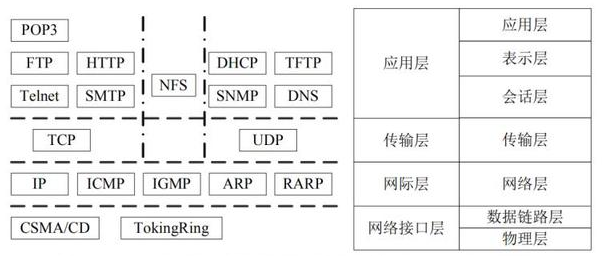 POP3
FTP HTTP NFS DHCP TFTP
Telnet SMTP SNMP DNS
TCP UDP
IP ICMP IGMP ARP RARP
CSMA/CD TokingRing
应用层 应用层
表示层
会话层
传输层 传输层
网际层 网络层
网络接口层 数据链路层
物理层